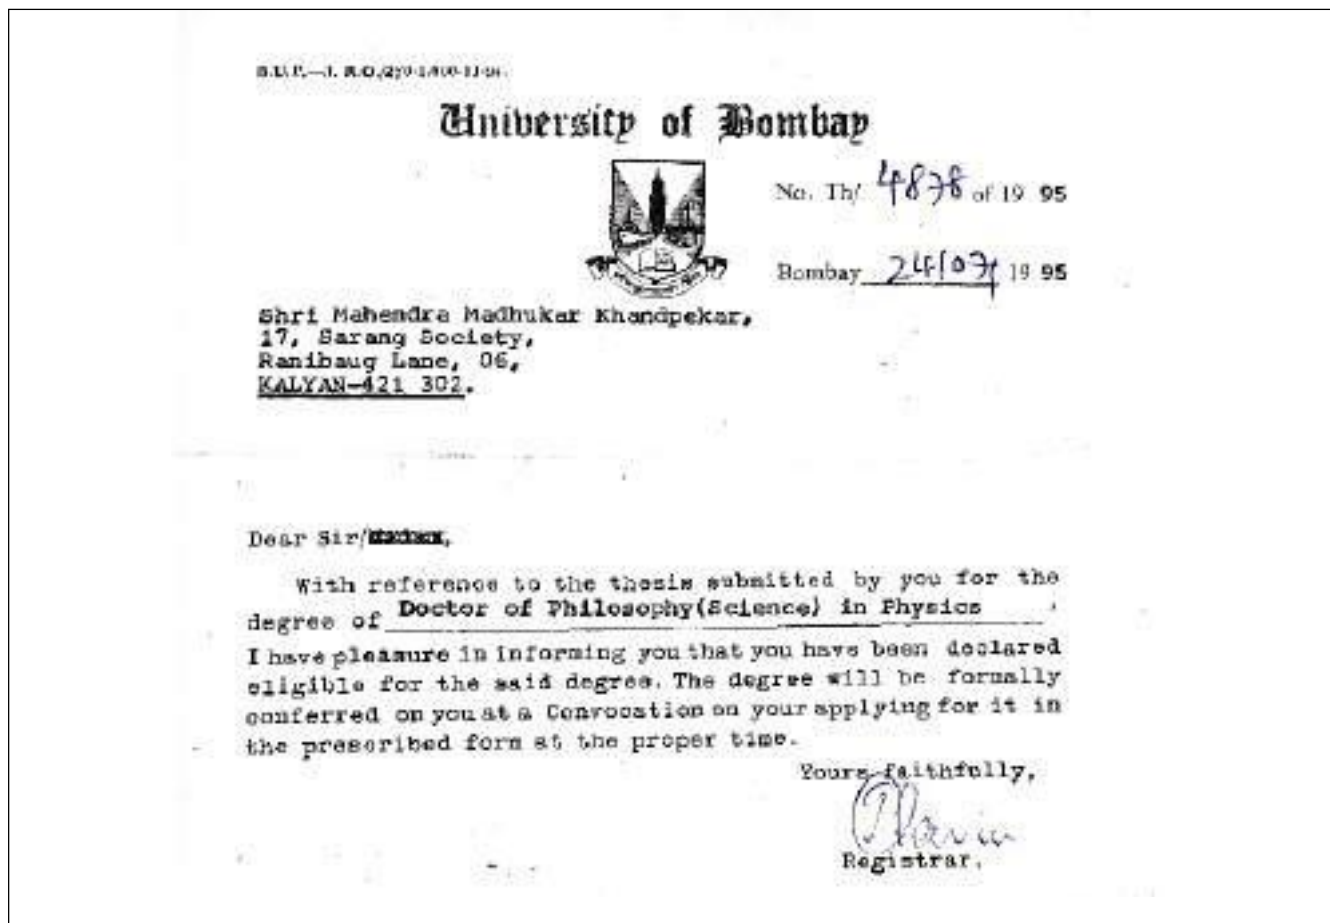 University of Bombay
No. Th/ 4878 of 19 95
Bombay 24/07/ 19 95
Shri Mahendra Madhukar Khandpekar,
17, Sarang Society,
Ranibaug Lane, 06,
KALYAN-421 302.
Dear Sir/
With reference to the thesis submitted by you for the
degree of Doctor of Philosophy(Science) in Physics
I have pleasure in informing you that you have been declared
eligible for the said degree. The degree will be formally
conferred on you at a Convocation on your applying for it in
the prescribed form at the proper time.
Yours faithfully,
Registrar.